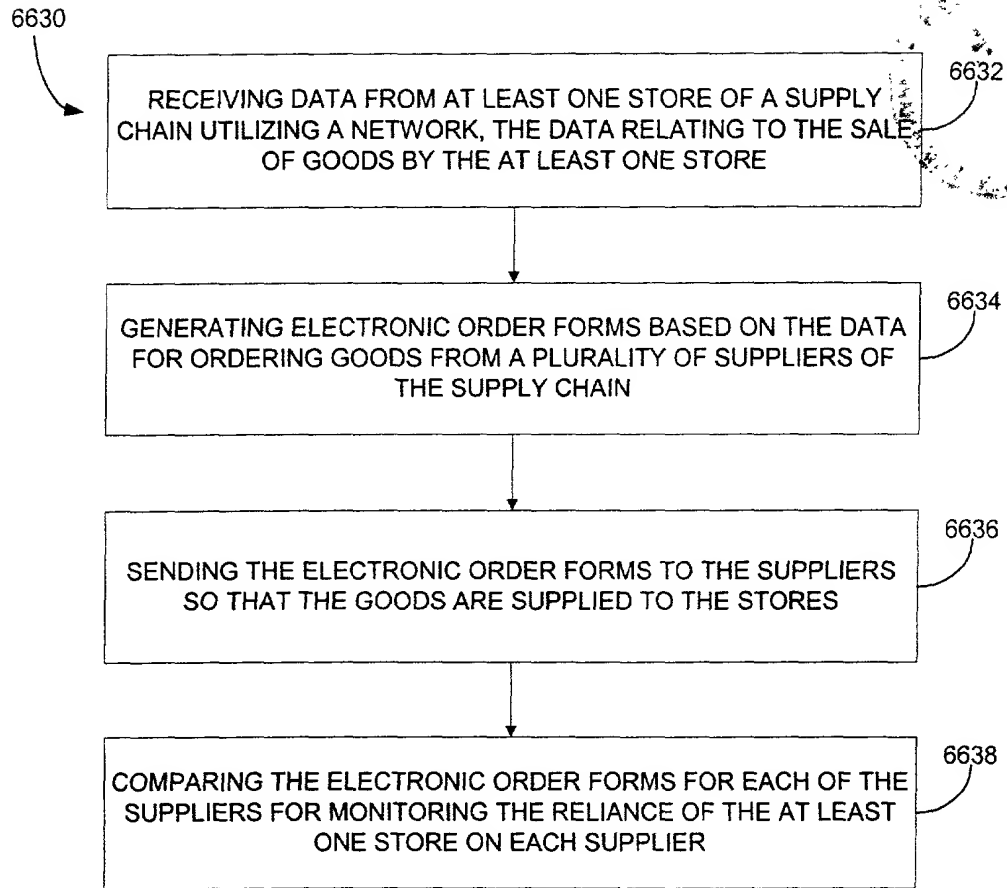 6630
6632
RECEIVING DATA FROM AT LEAST ONE STORE OF A SUPPLY
CHAIN UTILIZING A NETWORK, THE DATA RELATING TO THE SALE
OF GOODS BY THE AT LEAST ONE STORE
6634
GENERATING ELECTRONIC ORDER FORMS BASED ON THE DATA
FOR ORDERING GOODS FROM A PLURALITY OF SUPPLIERS OF
THE SUPPLY CHAIN
6636
SENDING THE ELECTRONIC ORDER FORMS TO THE SUPPLIERS
SO THAT THE GOODS ARE SUPPLIED TO THE STORES
6638
COMPARING THE ELECTRONIC ORDER FORMS FOR EACH OF THE
SUPPLIERS FOR MONITORING THE RELIANCE OF THE AT LEAST
ONE STORE ON EACH SUPPLIER